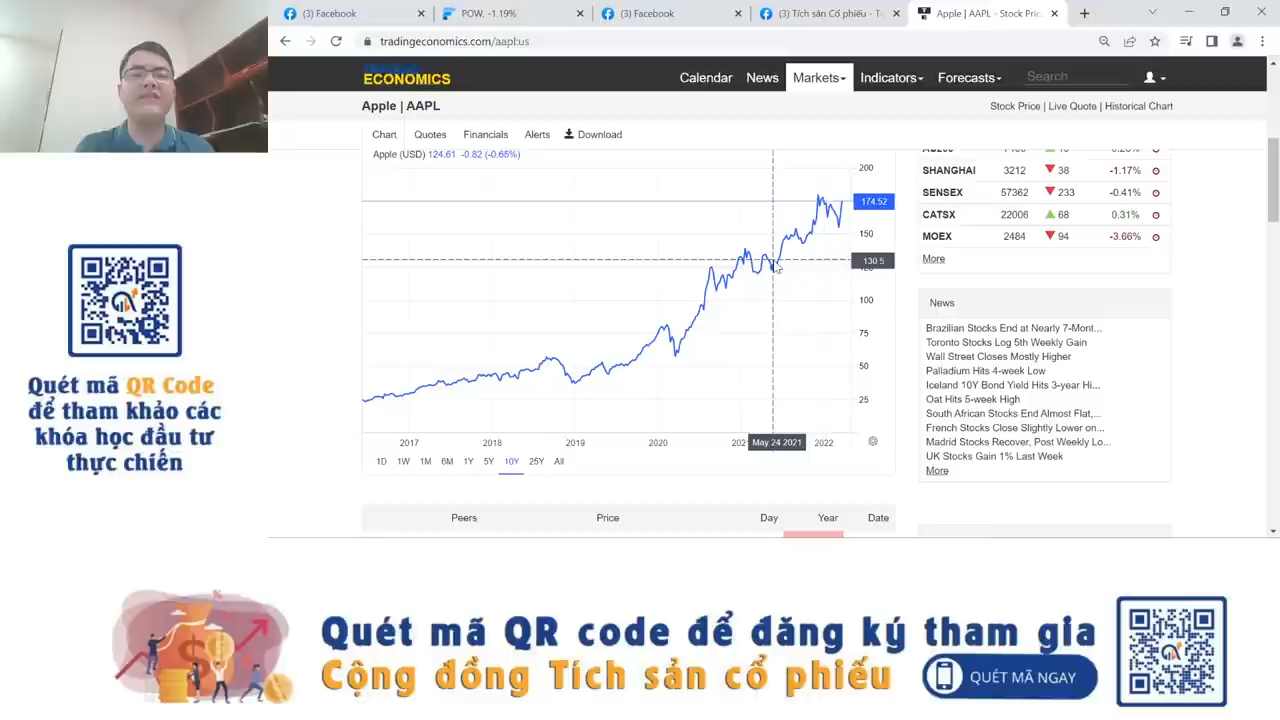 (3) Facebook
POW, -1.19%
(3) Facebook
(3) Tích sản Cổ phiếu - Tr
Apple | AAPL - Stock Pric
tradingeconomics.com/aapl:us
ECONOMICS
Calendar News Markets Indicators Forecasts Search
Apple | AAPL
Stock Price | Live Quote | Historical Chart
Chart Quotes Financials Alerts Download
Apple (USD) 124.61 -0.82 (-0.65%)
200
174.52
150
130.5
100
75
50
25
2017 2018 2019 2020 May 24 2021 2022
1D 1W 1M 6M 1Y 5Y 10Y 25Y All
Peers Price Day Year Date
SHANGHAI 3212 38 -1.17%
SENSEX 57362 233 -0.41%
CATSX 22006 68 0.31%
MOEX 2484 94 -3.66%
More
News
Brazilian Stocks End at Nearly 7-Mont...
Toronto Stocks Log 5th Weekly Gain
Wall Street Closes Mostly Higher
Palladium Hits 4-week Low
Iceland 10Y Bond Yield Hits 3-year Hi...
Oat Hits 5-week High
South African Stocks End Almost Flat,...
French Stocks Close Slightly Lower on...
Madrid Stocks Recover, Post Weekly Lo...
UK Stocks Gain 1% Last Week
More
Quét mã QR Code
để tham khảo các
khóa học đầu tư
thực chiến
Quét mã QR code để đăng ký tham gia
Cộng đồng Tích sản cổ phiếu
QUÉT MÃ NGAY